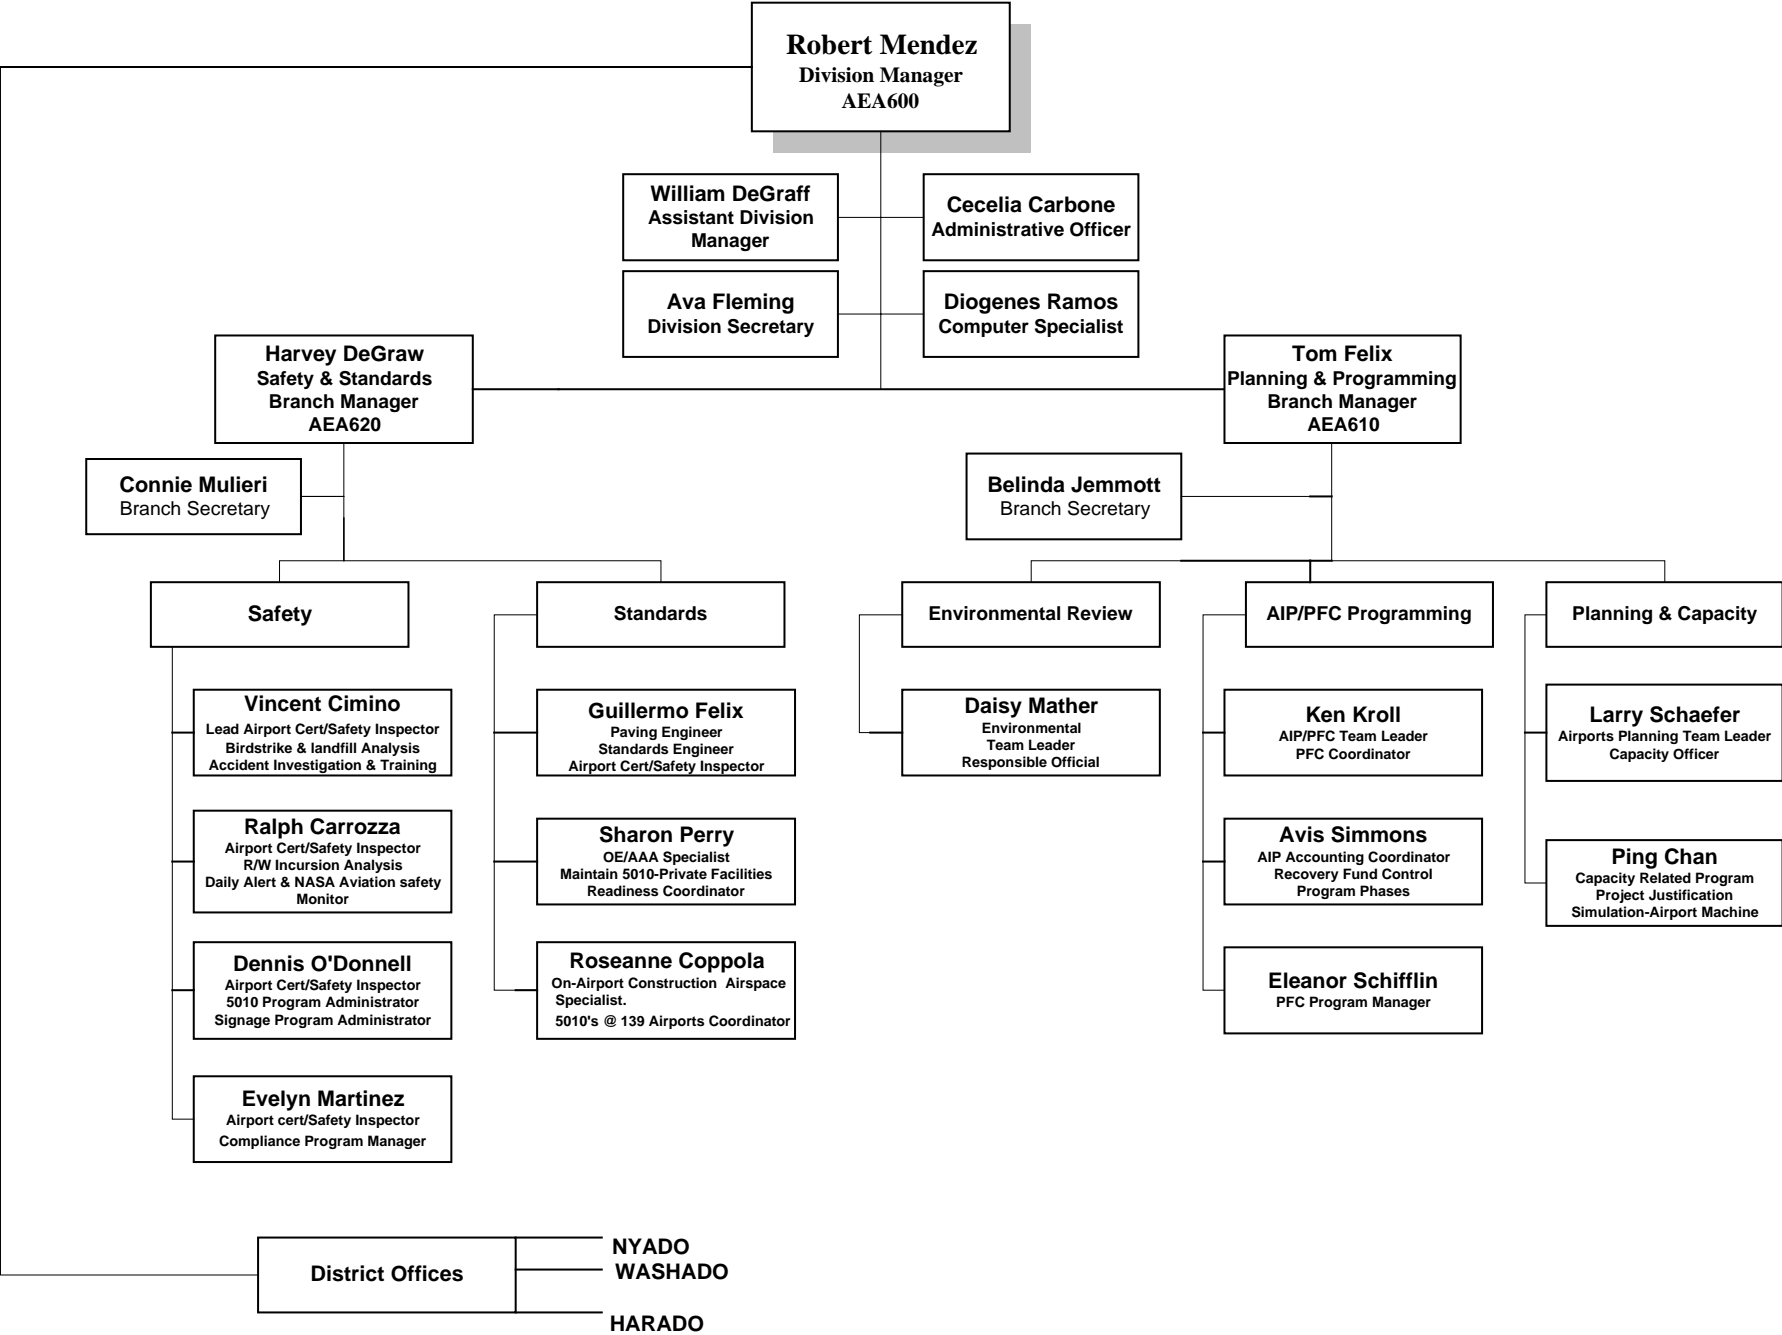 Robert Mendez
Division Manager
AEA600
William DeGraff
Assistant Division
Manager
Cecelia Carbone
Administrative Officer
Ava Fleming
Division Secretary
Diogenes Ramos
Computer Specialist
Harvey DeGraw
Safety & Standards
Branch Manager
AEA620
Tom Felix
Planning & Programming
Branch Manager
AEA610
Connie Mulieri
Branch Secretary
Belinda Jemmott
Branch Secretary
Safety
Standards
Environmental Review
AIP/PFC Programming
Planning & Capacity
Vincent Cimino
Lead Airport Cert/Safety Inspector
Birdstrike & landfill Analysis
Accident Investigation & Training
Guillermo Felix
Paving Engineer
Standards Engineer
Airport Cert/Safety Inspector
Daisy Mather
Environmental
Team Leader
Responsible Official
Ken Kroll
AIP/PFC Team Leader
PFC Coordinator
Larry Schaefer
Airports Planning Team Leader
Capacity Officer
Ralph Carrozza
Airport Cert/Safety Inspector
R/W Incursion Analysis
Daily Alert & NASA Aviation safety
Monitor
Sharon Perry
OE/AAA Specialist
Maintain 5010-Private Facilities
Readiness Coordinator
Avis Simmons
AIP Accounting Coordinator
Recovery Fund Control
Program Phases
Ping Chan
Capacity Related Program
Project Justification
Simulation-Airport Machine
Dennis O'Donnell
Airport Cert/Safety Inspector
5010 Program Administrator
Signage Program Administrator
Roseanne Coppola
On-Airport Construction Airspace
Specialist.
5010's @ 139 Airports Coordinator
Eleanor Schifflin
PFC Program Manager
Evelyn Martinez
Airport cert/Safety Inspector
Compliance Program Manager
District Offices
NYADO
WASHADO
HARADO